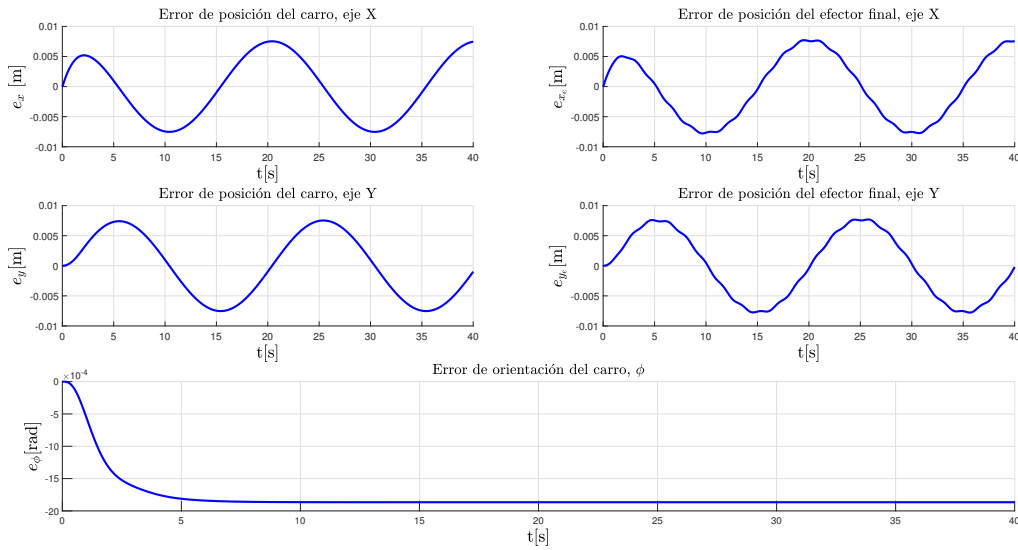 Error de posición del carro, eje X
0.01
0.005
0
-0.005
-0.01
e_x [m]
0 5 10 15 20 25 30 35 40
t[s]
Error de posición del efector final, eje X
0.01
0.005
0
-0.005
-0.01
e_{x_e}[m]
0 5 10 15 20 25 30 35 40
t[s]
Error de posición del carro, eje Y
0.01
0.005
0
-0.005
-0.01
e_y[m]
0 5 10 15 20 25 30 35 40
t[s]
Error de posición del efector final, eje Y
0.01
0.005
0
-0.005
-0.01
e_{y_e}[m]
0 5 10 15 20 25 30 35 40
t[s]
Error de orientación del carro, ϕ
×10⁻⁴
0
-5
-10
-15
-20
e_ϕ[rad]
0 5 10 15 20 25 30 35 40
t[s]